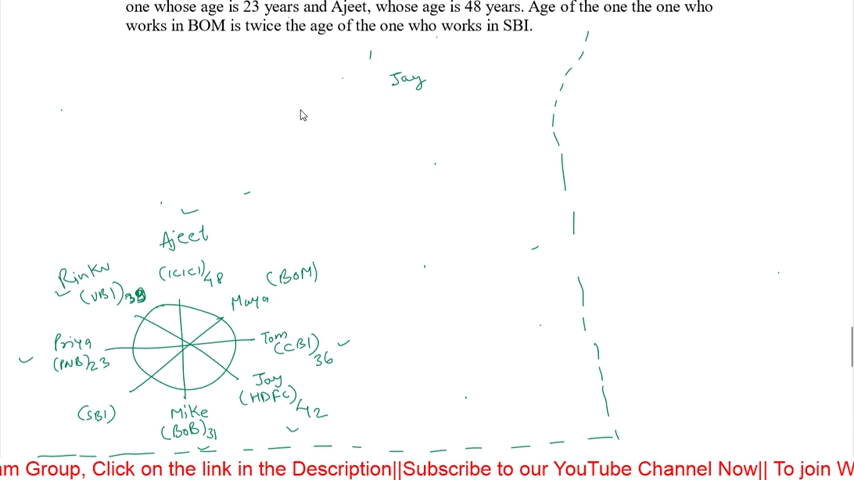 one whose age is 23 years and Ajeet, whose age is 48 years. Age of the one the one who
works in BOM is twice the age of the one who works in SBI.
Jay
Ajeet
(ICICI) 48
Rinku
(UBI)
(BOM)
Maya
Priya
(PNB) 23
Tom
(CBI)
36
Jay
(HDFC) 42
(SBI)
Mike
(BOB) 31
am Group, Click on the link in the Description||Subscribe to our YouTube Channel Now|| To join W